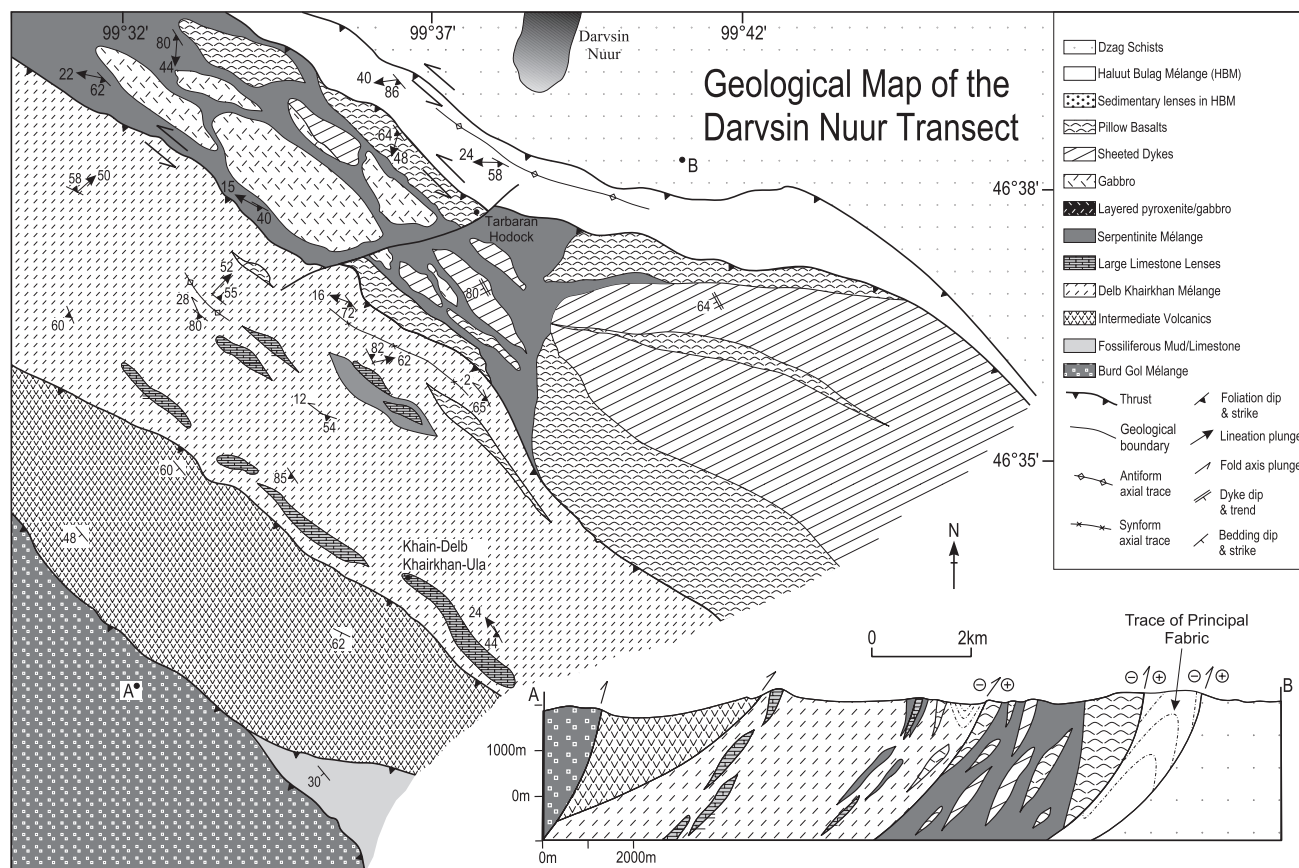 99°32'
99°37'
99°42'
Darvsin
Nuur
Geological Map of the
Darvsin Nuur Transect
80
44
22
62
40
86
64
48
24
58
B
46°38'
58
50
15
40
Tarbaran
Hodock
52
55
28
80
16
72
80
64
60
82
62
2
65
12
54
46°35'
60
85
48
Khain-Delb
Khairkhan-Ula
N
24
44
62
A
30
0
2km
Dzag Schists
Haluut Bulag Mélange (HBM)
Sedimentary lenses in HBM
Pillow Basalts
Sheeted Dykes
Gabbro
Layered pyroxenite/gabbro
Serpentinite Mélange
Large Limestone Lenses
Delb Khairkhan Mélange
Intermediate Volcanics
Fossiliferous Mud/Limestone
Burd Gol Mélange
Thrust
Foliation dip
& strike
Geological
boundary
Lineation plunge
Fold axis plunge
Antiform
axial trace
Dyke dip
& trend
Synform
axial trace
Bedding dip
& strike
Trace of Principal
Fabric
A
B
1000m
0m
0m
2000m